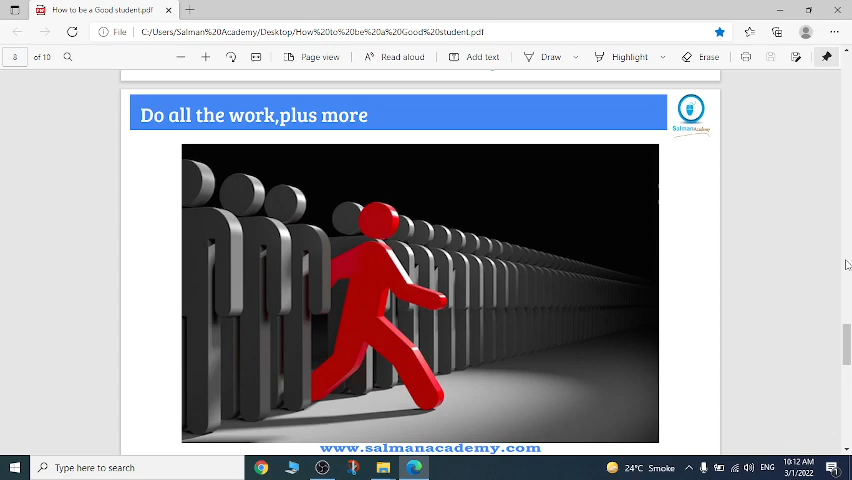 How to be a Good student.pdf
File
C:/Users/Salman%20Academy/Desktop/How%20to%20be%20a%20Good%20student.pdf
8 of 10
Page view
Read aloud
Add text
Draw
Highlight
Erase
Do all the work,plus more
Salman Academy
www.salmanacademy.com
Type here to search
24°C Smoke
ENG
10:12 AM
3/1/2022
1